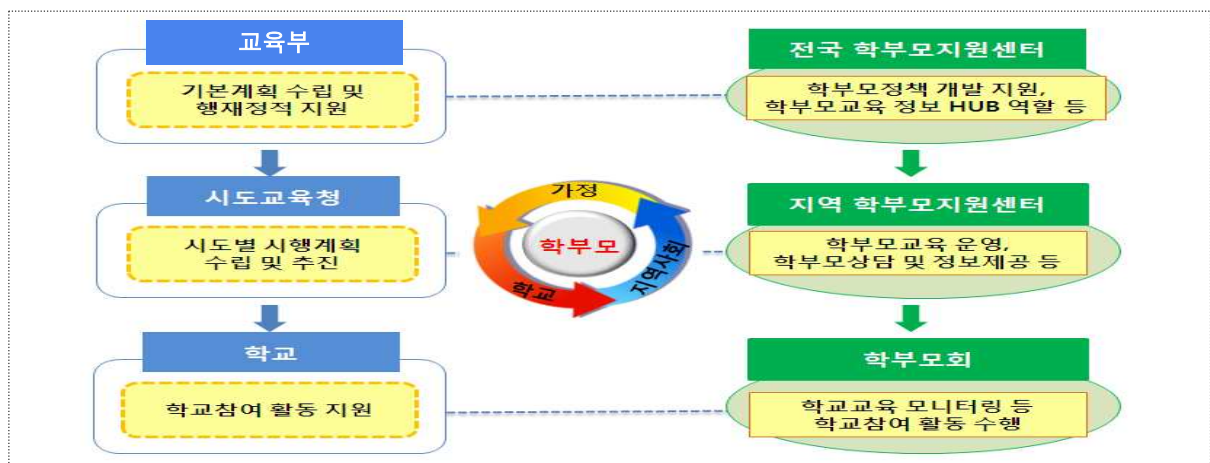 교육부
기본계획 수립 및
행재정적 지원
전국 학부모지원센터
학부모정책 개발 지원,
학부모교육 정보 HUB 역할 등
시도교육청
시도별 시행계획
수립 및 추진
가정
학부모
학교
지역사회
지역 학부모지원센터
학부모교육 운영,
학부모상담 및 정보제공 등
학교
학교참여 활동 지원
학부모회
학교교육 모니터링 등
학교참여 활동 수행